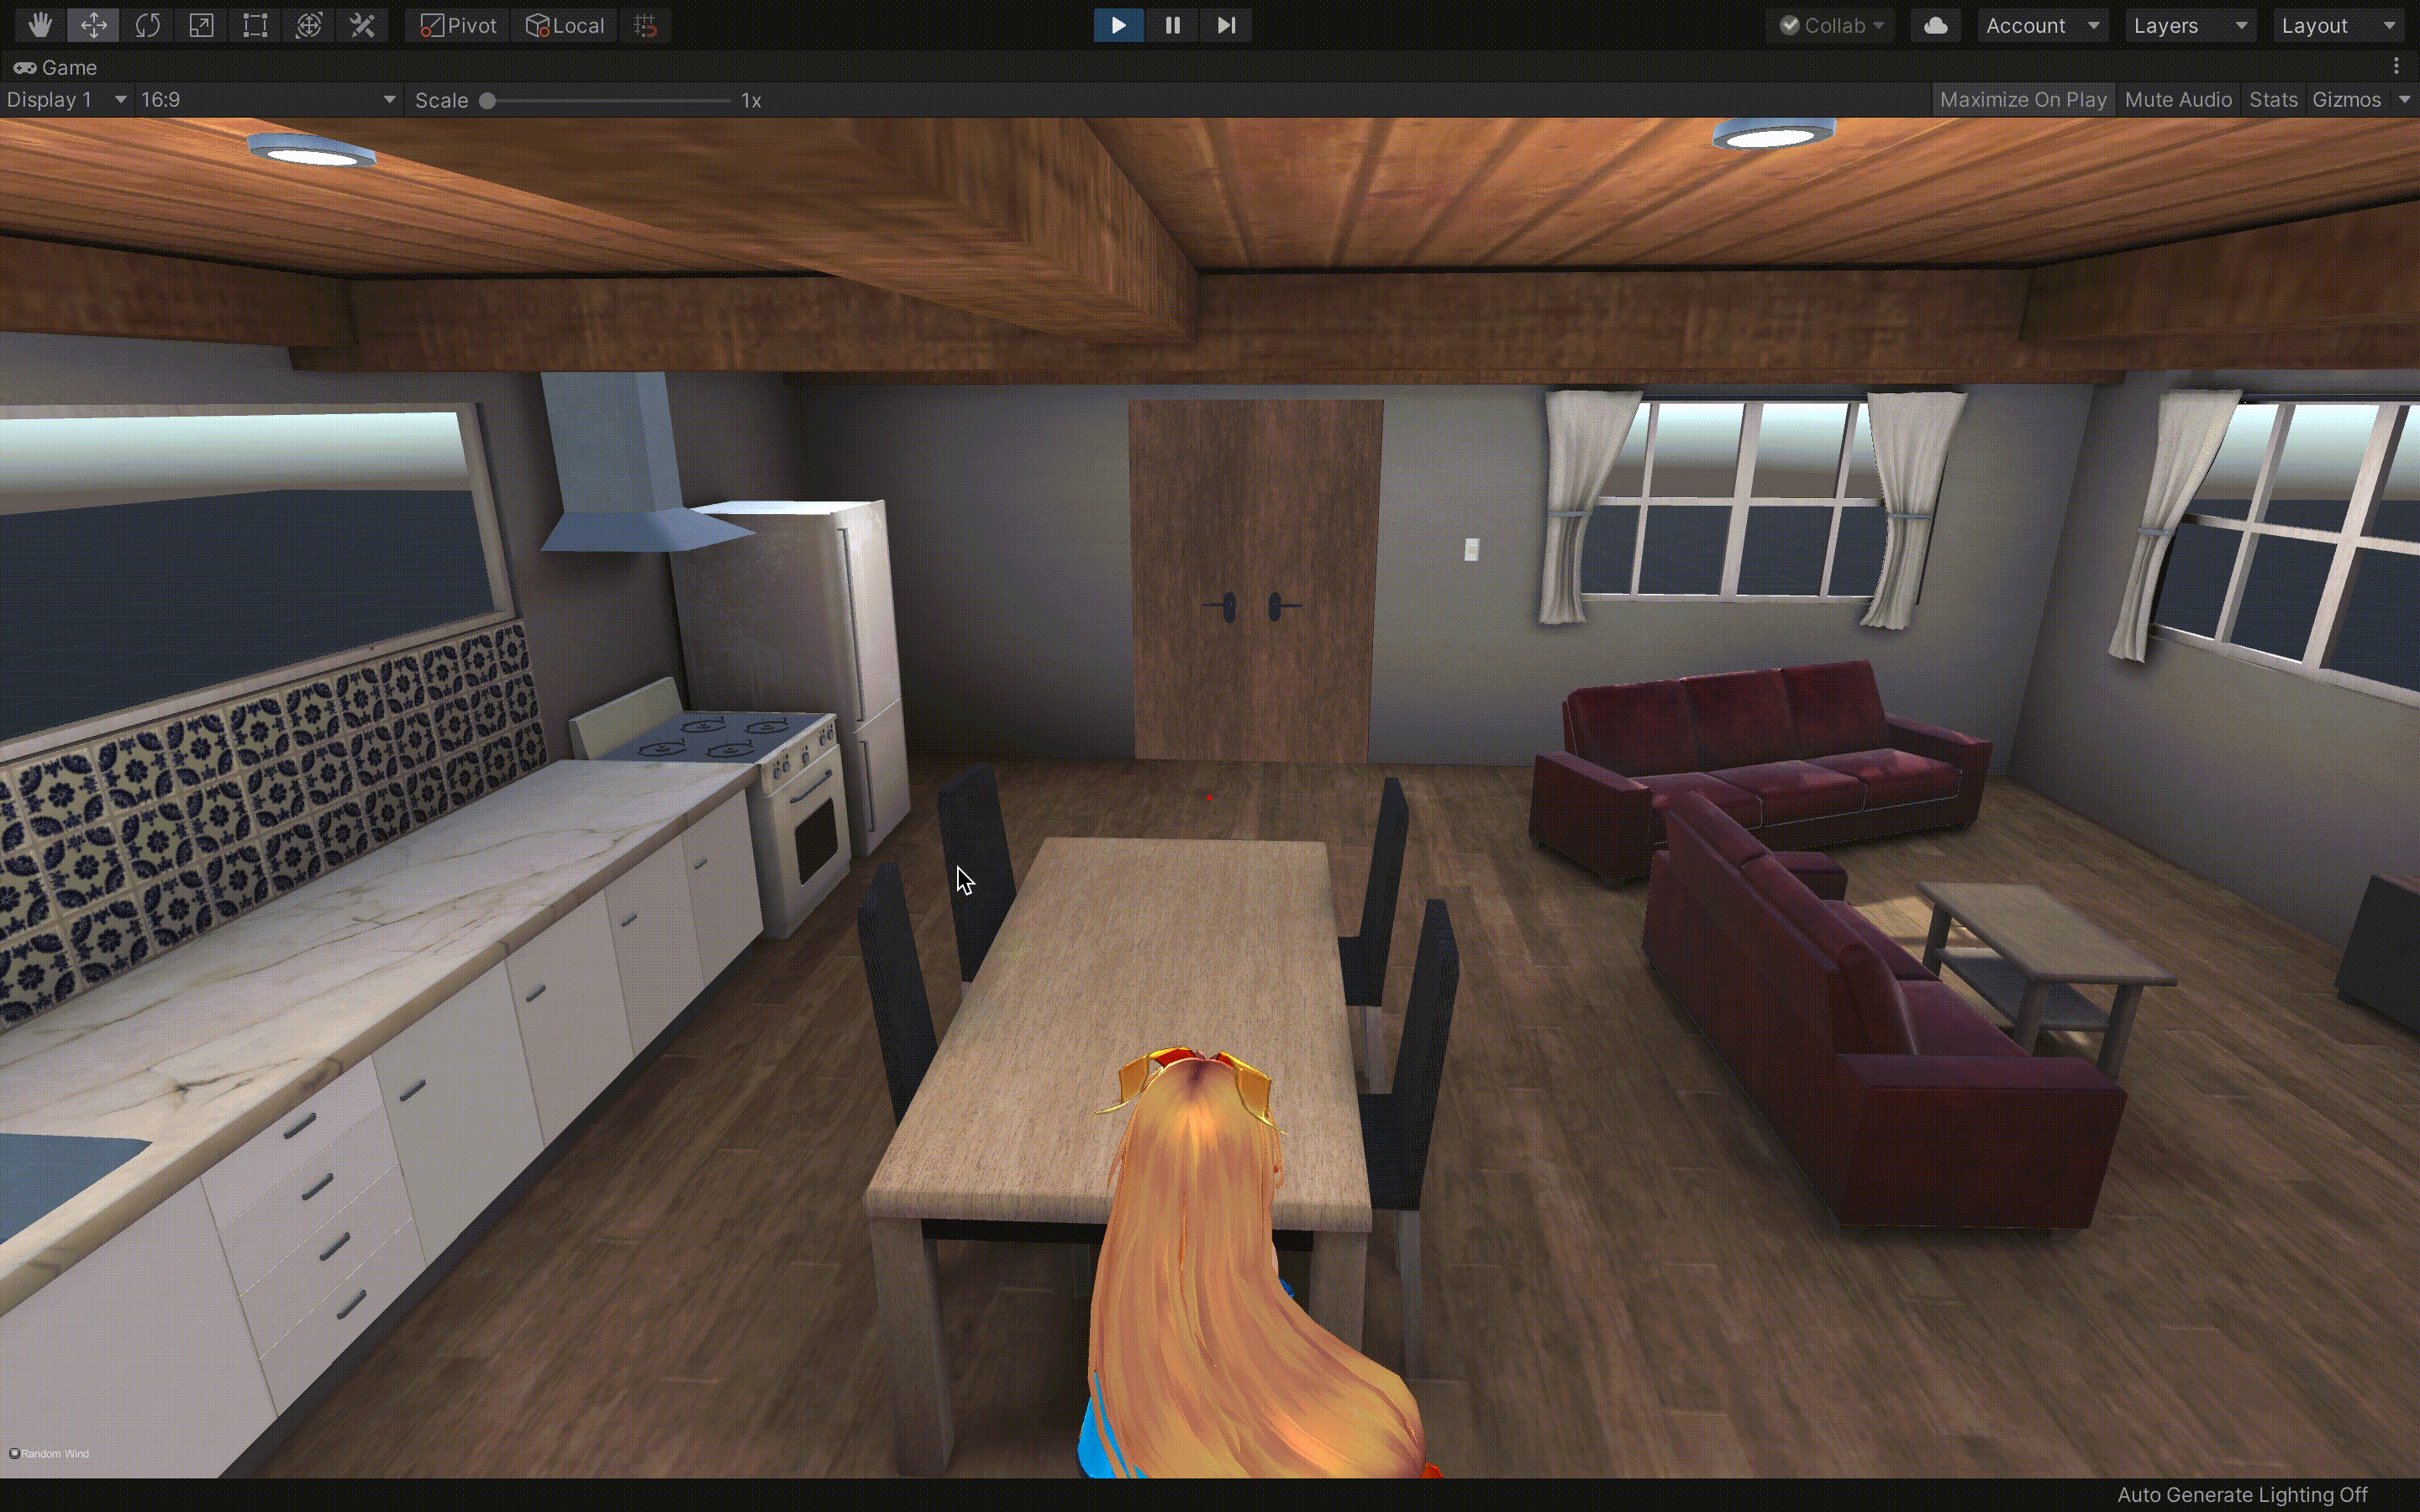 Pivot Local Collab Account Layers Layout
Game
Display 1 16:9 Scale 1x Maximize On Play Mute Audio Stats Gizmos
Random Wind
Auto Generate Lighting Off